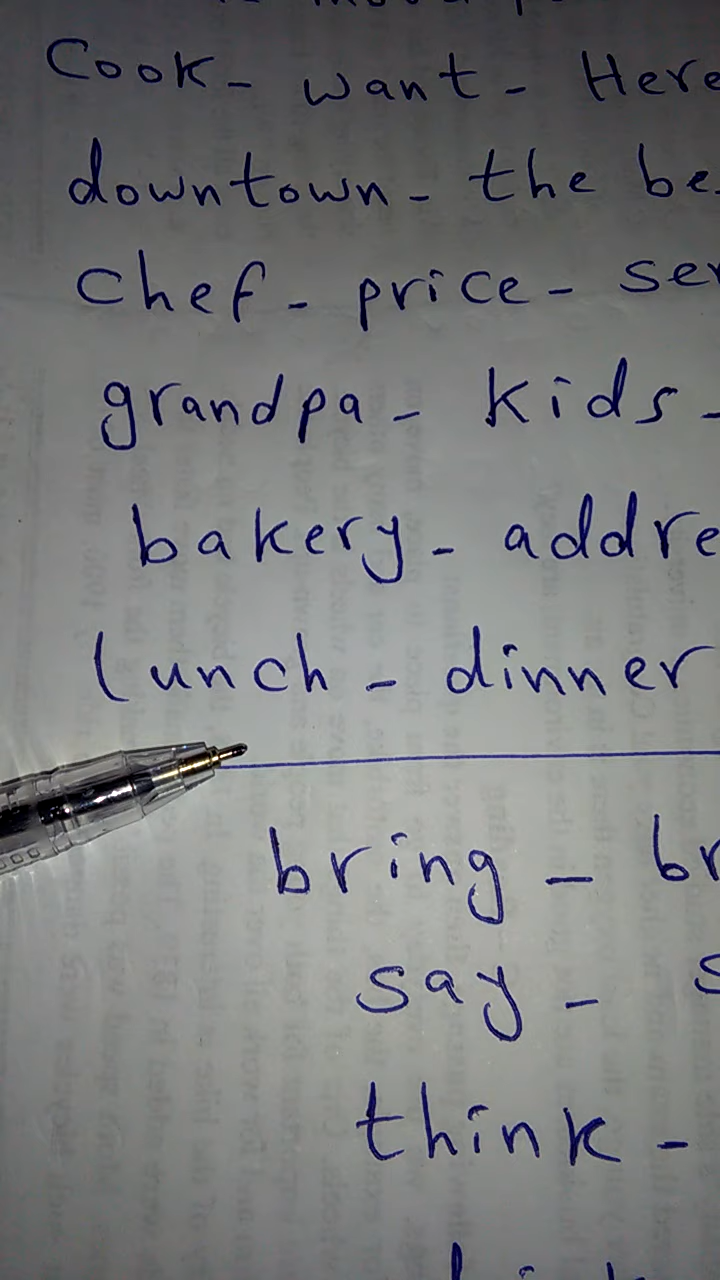 Cook - want - Here
downtown - the
chef - price -
grandpa - kids -
bakery -
Lunch - dinner
bring -
say -
think -